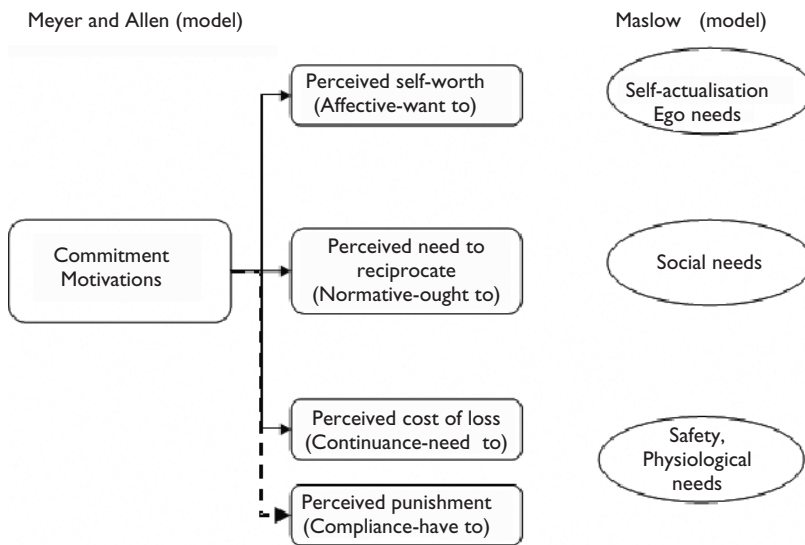 Meyer and Allen (model)
Maslow (model)
Perceived self-worth
(Affective-want to)
Self-actualisation
Ego needs
Commitment
Motivations
Perceived need to
reciprocate
(Normative-ought to)
Social needs
Perceived cost of loss
(Continuance-need to)
Safety,
Physiological
needs
Perceived punishment
(Compliance-have to)